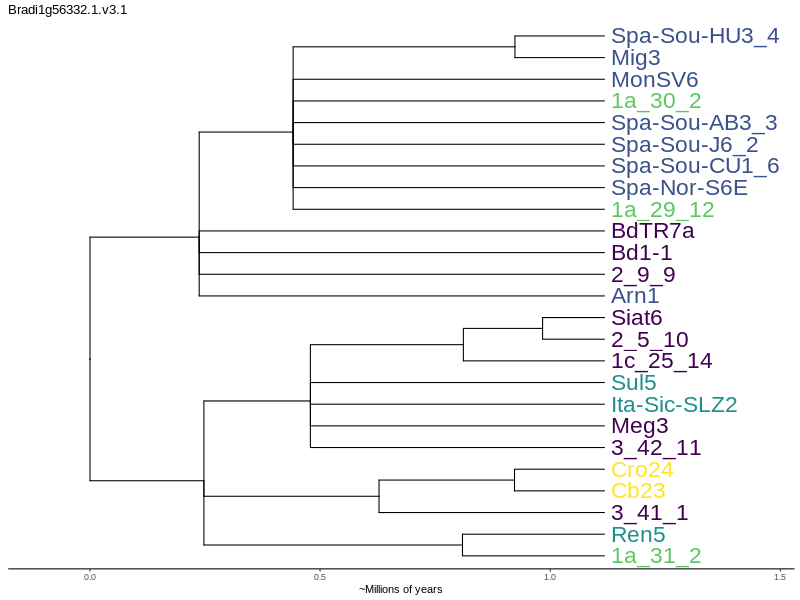 Bradi1g56332.1.v3.1
Spa-Sou-HU3_4
Mig3
MonSV6
1a_30_2
Spa-Sou-AB3_3
Spa-Sou-J6_2
Spa-Sou-CU1_6
Spa-Nor-S6E
1a_29_12
BdTR7a
Bd1-1
2_9_9
Arn1
Siat6
2_5_10
1c_25_14
Sul5
Ita-Sic-SLZ2
Meg3
3_42_11
Cro24
Cb23
3_41_1
Ren5
1a_31_2
0.0 0.5 1.0 1.5
~Millions of years